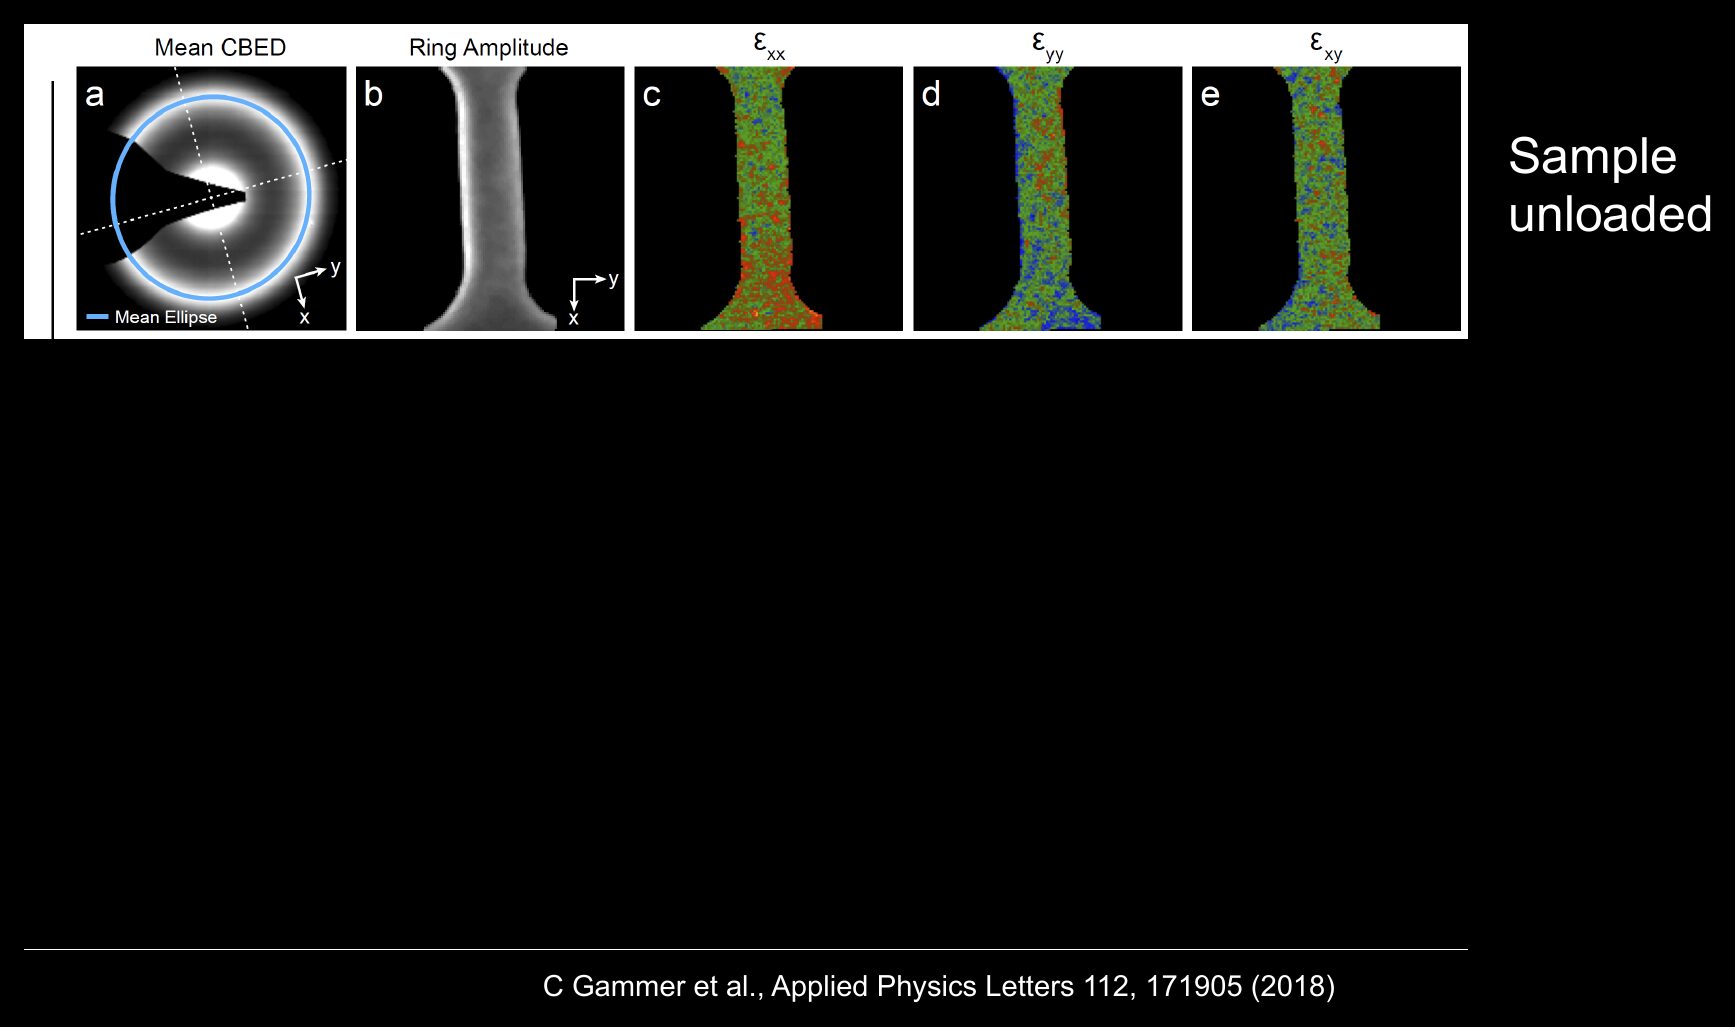 Mean CBED
Ring Amplitude
εxx
εyy
εxy
a
b
c
d
e
y
x
Mean Ellipse
y
x
Sample
unloaded
C Gammer et al., Applied Physics Letters 112, 171905 (2018)